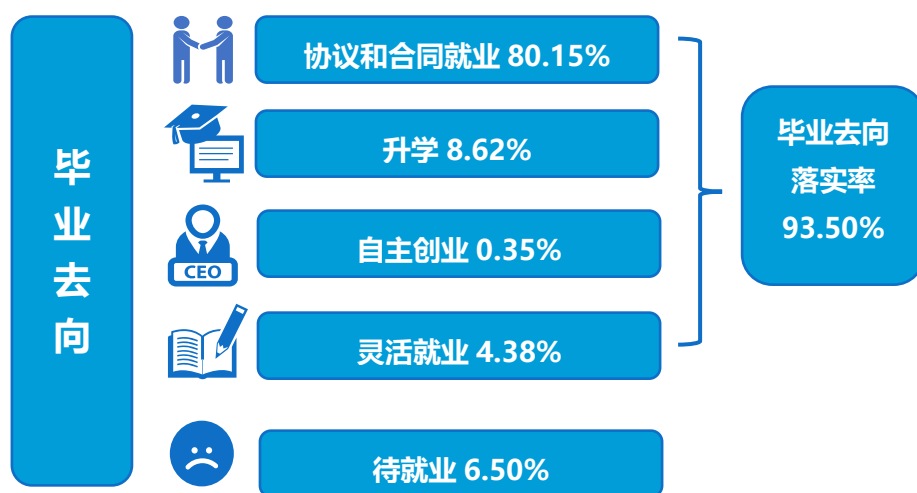 毕业去向
协议和合同就业 80.15%
升学 8.62%
CEO
自主创业 0.35%
灵活就业 4.38%
待就业 6.50%
毕业去向
落实率
93.50%